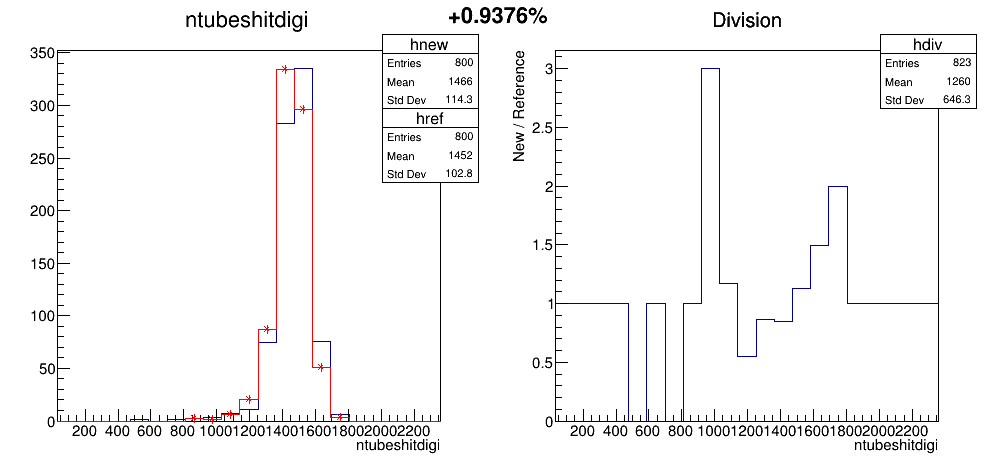 +0.9376%
ntubeshitdigi
hnew
Entries 800
Mean 1466
Std Dev 114.3
href
Entries 800
Mean 1452
Std Dev 102.8
350
300
250
200
150
100
50
0
200 400 600 800 1000 1200 1400 1600 1800 2000 2200
ntubeshitdigi
Division
hdiv
Entries 823
Mean 1260
Std Dev 646.3
New / Reference
3
2.5
2
1.5
1
0.5
0
200 400 600 800 1000 1200 1400 1600 1800 2000 2200
ntubeshitdigi